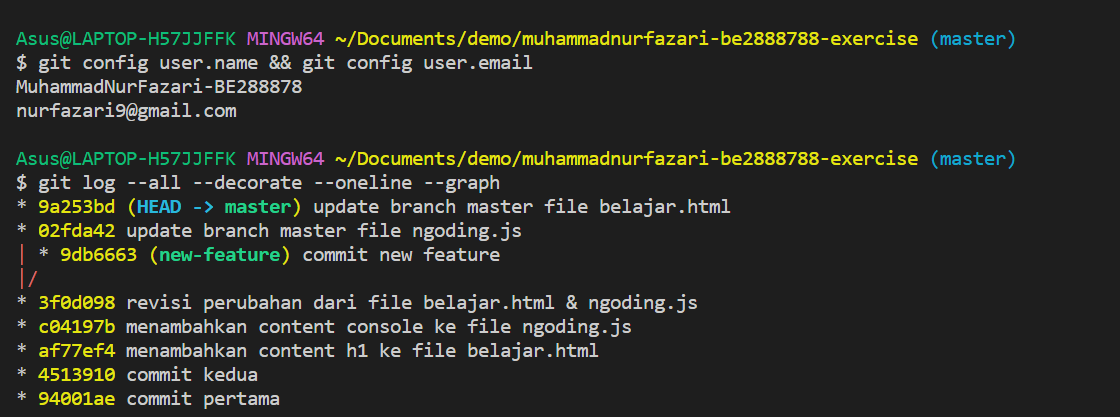 Asus@LAPTOP-H57JJFFK MINGW64 ~/Documents/demo/muhammadnurfazari-be2888788-exercise (master)
$ git config user.name && git config user.email
MuhammadNurFazari-BE288878
nurfazari9@gmail.com
Asus@LAPTOP-H57JJFFK MINGW64 ~/Documents/demo/muhammadnurfazari-be2888788-exercise (master)
$ git log --all --decorate --oneline --graph
* 9a253bd (HEAD -> master) update branch master file belajar.html
* 02fda42 update branch master file ngoding.js
| * 9db6663 (new-feature) commit new feature
|/
* 3f0d098 revisi perubahan dari file belajar.html & ngoding.js
* c04197b menambahkan content console ke file ngoding.js
* af77ef4 menambahkan content h1 ke file belajar.html
* 4513910 commit kedua
* 94001ae commit pertama